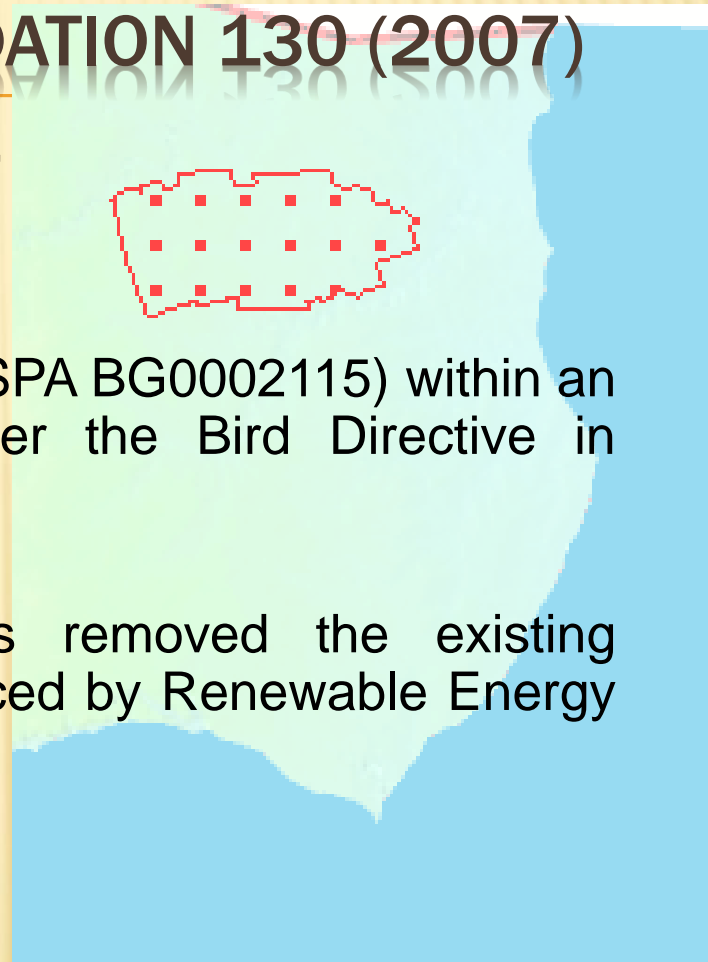 DATION 130 (2007)
SPA BG0002115) within an
er the Bird Directive in
s removed the existing
ced by Renewable Energy